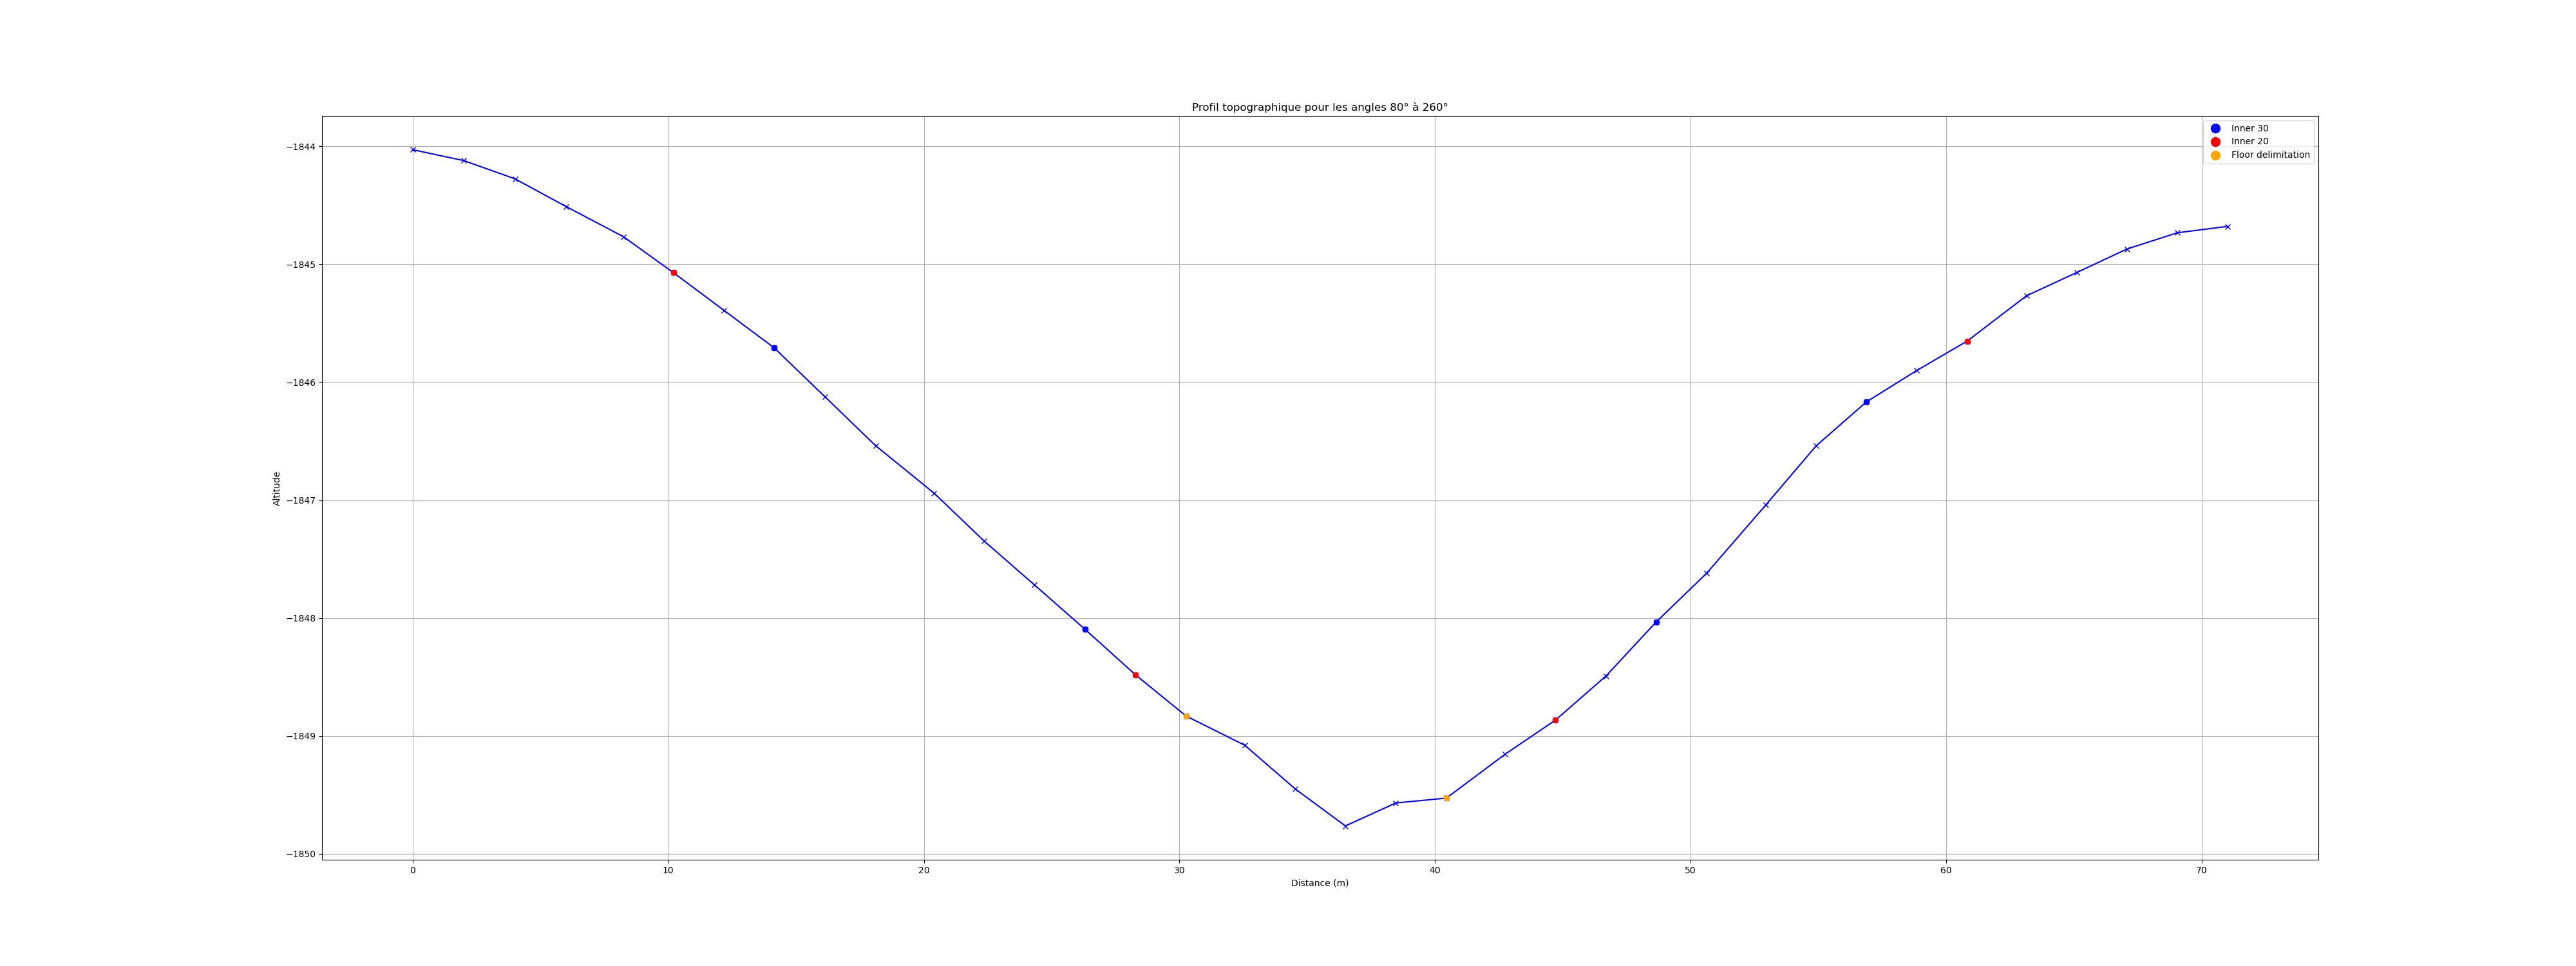 Profil topographique pour les angles 80° à 260°
Inner 30
Inner 20
Floor delimitation
−1844
−1845
−1846
−1847
−1848
−1849
−1850
Altitude
0 10 20 30 40 50 60 70
Distance (m)